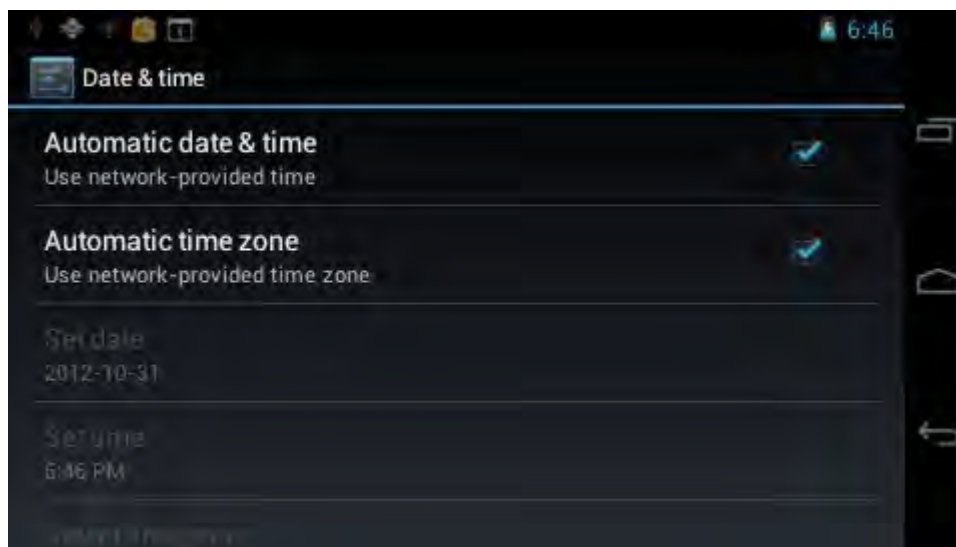 6:46
Date & time
Automatic date & time
Use network-provided time
Automatic time zone
Use network-provided time zone
Set date
2012-10-31
Set time
6:46 PM